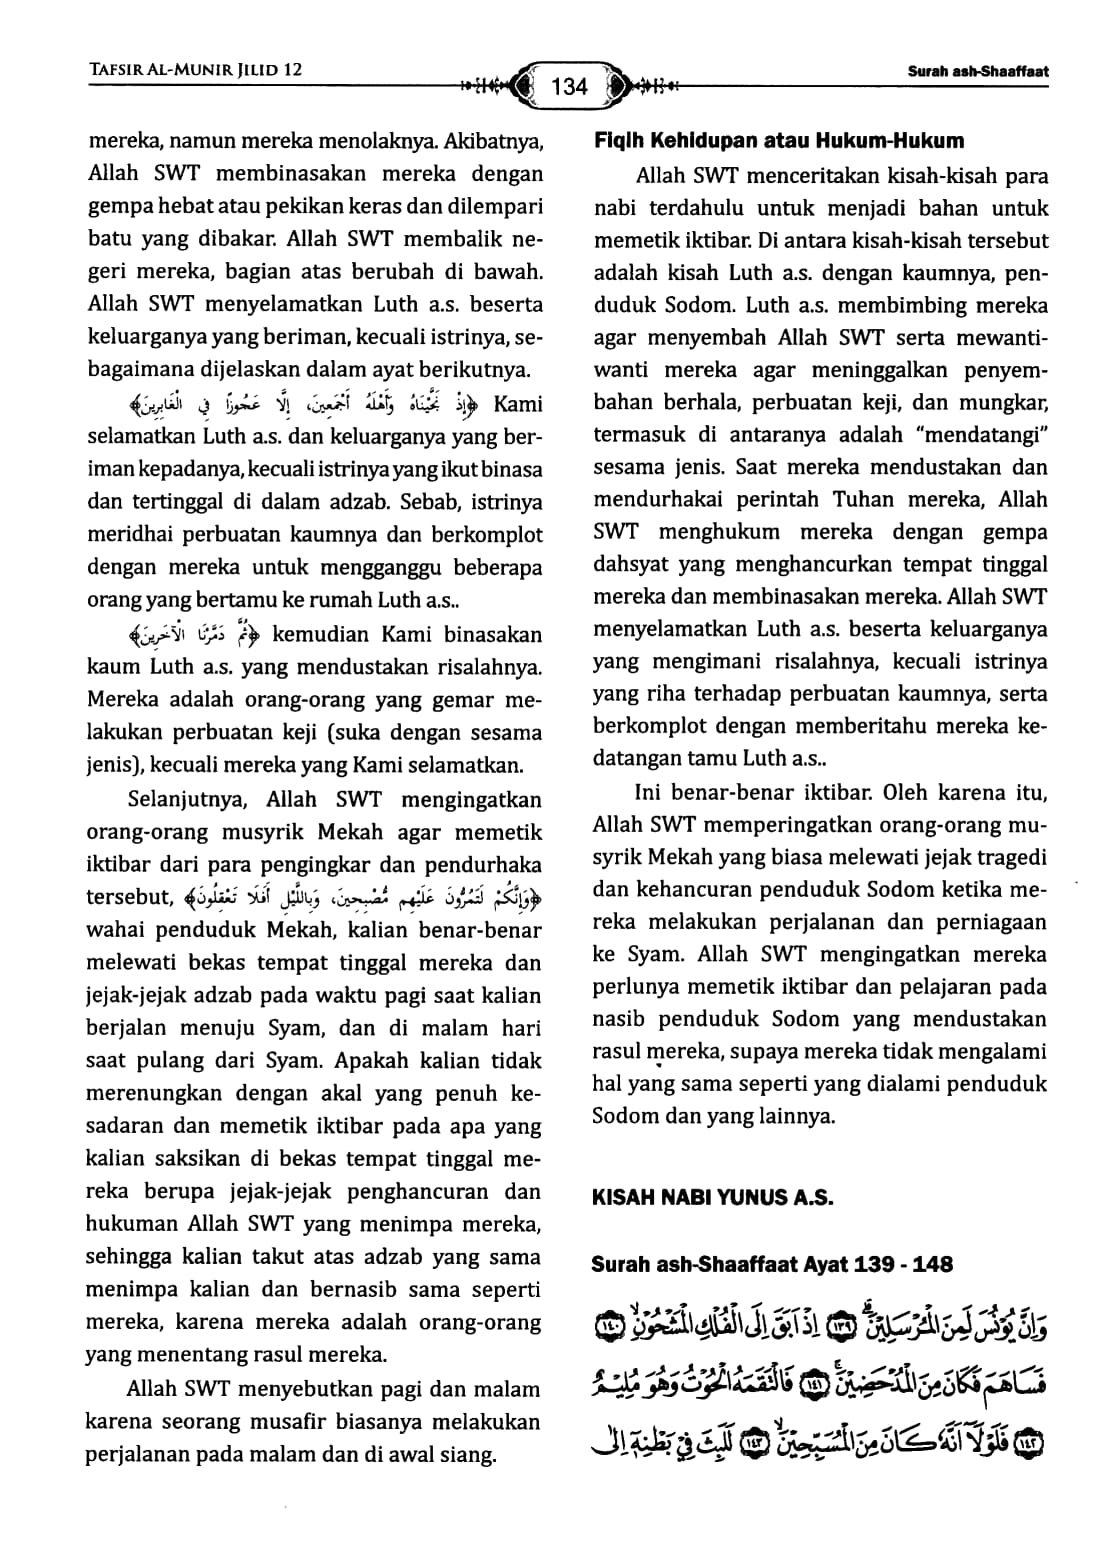 TAFSIR AL-MUNIR JILID 12
134
Surah ash-Shaaffaat
mereka, namun mereka menolaknya. Akibatnya,
Allah SWT membinasakan mereka dengan
gempa hebat atau pekikan keras dan dilempari
batu yang dibakar. Allah SWT membalik ne-
geri mereka, bagian atas berubah di bawah.
Allah SWT menyelamatkan Luth a.s. beserta
keluarganya yang beriman, kecuali istrinya, se-
bagaimana dijelaskan dalam ayat berikutnya.
﴿إِذْ نَجَّيْنَاهُ وَأَهْلَهُ أَجْمَعِينَ، إِلَّا عَجُوزًا فِي الْغَابِرِينَ﴾ Kami
selamatkan Luth a.s. dan keluarganya yang ber-
iman kepadanya, kecuali istrinya yang ikut binasa
dan tertinggal di dalam adzab. Sebab, istrinya
meridhai perbuatan kaumnya dan berkomplot
dengan mereka untuk mengganggu beberapa
orang yang bertamu ke rumah Luth a.s..
﴿ثُمَّ دَمَّرْنَا الْآخَرِينَ﴾ kemudian Kami binasakan
kaum Luth a.s. yang mendustakan risalahnya.
Mereka adalah orang-orang yang gemar me-
lakukan perbuatan keji (suka dengan sesama
jenis), kecuali mereka yang Kami selamatkan.
Selanjutnya, Allah SWT mengingatkan
orang-orang musyrik Mekah agar memetik
iktibar dari para pengingkar dan pendurhaka
tersebut, ﴿وَإِنَّكُمْ لَتَمُرُّونَ عَلَيْهِم مُّصْبِحِينَ، وَبِاللَّيْلِ أَفَلَا تَعْقِلُونَ﴾
wahai penduduk Mekah, kalian benar-benar
melewati bekas tempat tinggal mereka dan
jejak-jejak adzab pada waktu pagi saat kalian
berjalan menuju Syam, dan di malam hari
saat pulang dari Syam. Apakah kalian tidak
merenungkan dengan akal yang penuh ke-
sadaran dan memetik iktibar pada apa yang
kalian saksikan di bekas tempat tinggal me-
reka berupa jejak-jejak penghancuran dan
hukuman Allah SWT yang menimpa mereka,
sehingga kalian takut atas adzab yang sama
menimpa kalian dan bernasib sama seperti
mereka, karena mereka adalah orang-orang
yang menentang rasul mereka.
Allah SWT menyebutkan pagi dan malam
karena seorang musafir biasanya melakukan
perjalanan pada malam dan di awal siang.
Fiqih Kehidupan atau Hukum-Hukum
Allah SWT menceritakan kisah-kisah para
nabi terdahulu untuk menjadi bahan untuk
memetik iktibar. Di antara kisah-kisah tersebut
adalah kisah Luth a.s. dengan kaumnya, pen-
duduk Sodom. Luth a.s. membimbing mereka
agar menyembah Allah SWT serta mewanti-
wanti mereka agar meninggalkan penyem-
bahan berhala, perbuatan keji, dan mungkar,
termasuk di antaranya adalah “mendatangi”
sesama jenis. Saat mereka mendustakan dan
mendurhakai perintah Tuhan mereka, Allah
SWT menghukum mereka dengan gempa
dahsyat yang menghancurkan tempat tinggal
mereka dan membinasakan mereka. Allah SWT
menyelamatkan Luth a.s. beserta keluarganya
yang mengimani risalahnya, kecuali istrinya
yang riha terhadap perbuatan kaumnya, serta
berkomplot dengan memberitahu mereka ke-
datangan tamu Luth a.s..
Ini benar-benar iktibar. Oleh karena itu,
Allah SWT memperingatkan orang-orang mu-
syrik Mekah yang biasa melewati jejak tragedi
dan kehancuran penduduk Sodom ketika me-
reka melakukan perjalanan dan perniagaan
ke Syam. Allah SWT mengingatkan mereka
perlunya memetik iktibar dan pelajaran pada
nasib penduduk Sodom yang mendustakan
rasul mereka, supaya mereka tidak mengalami
hal yang sama seperti yang dialami penduduk
Sodom dan yang lainnya.
KISAH NABI YUNUS A.S.
Surah ash-Shaaffaat Ayat 139 - 148
وَإِنَّ يُونُسَ لَمِنَ الْمُرْسَلِينَ ۗ ﴿١٣٩﴾ إِذْ أَبَقَ إِلَى الْفُلْكِ الْمَشْحُونِ ۙ ﴿١٤٠﴾
فَسَاهَمَ فَكَانَ مِنَ الْمُدْحَضِينَ ۚ ﴿١٤١﴾ فَالْتَقَمَهُ الْحُوتُ وَهُوَ مُلِيمٌ
﴿١٤٢﴾ فَلَوْلَا أَنَّهُ كَانَ مِنَ الْمُسَبِّحِينَ ۙ ﴿١٤٣﴾ لَلَبِثَ فِي بَطْنِهِ إِلَى